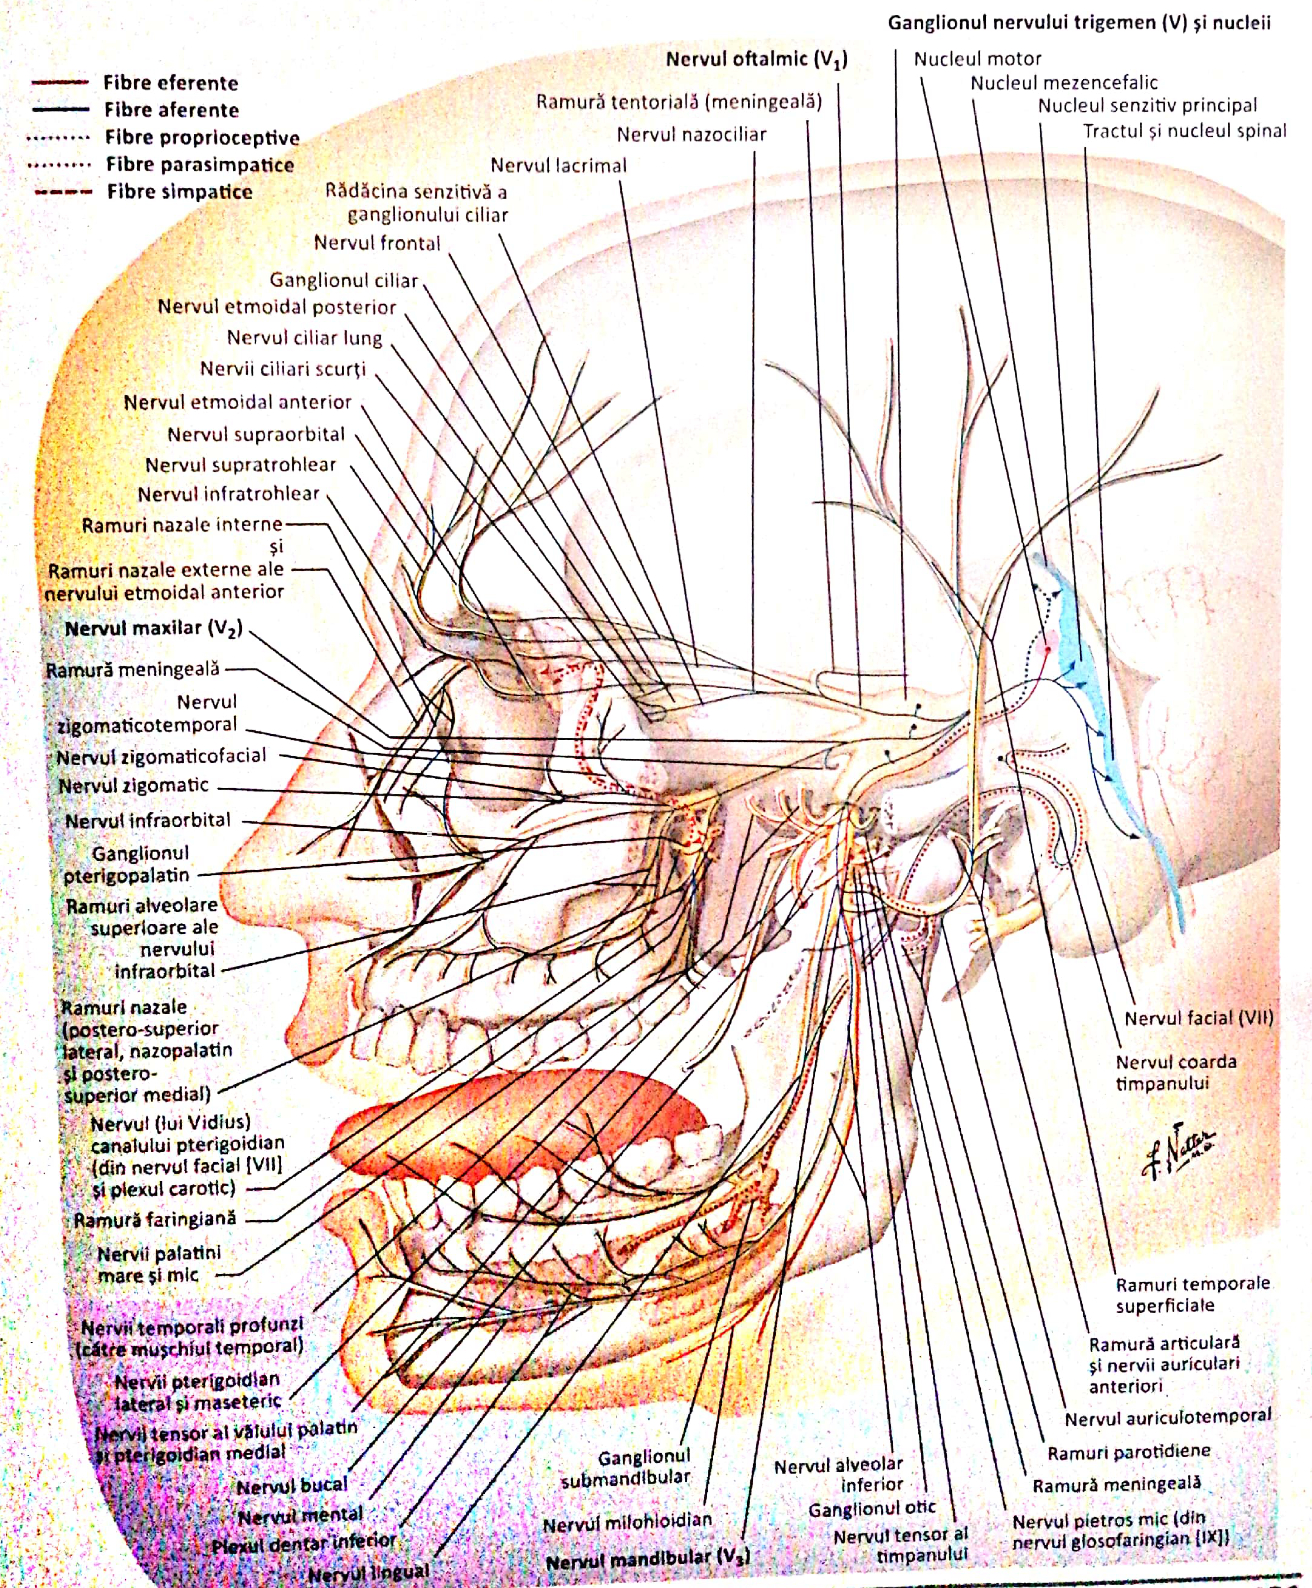 Ganglionul nervului trigemen (V) și nucleii
Nervul oftalmic (V1)
Nucleul motor
Nucleul mezencefalic
Ramură tentorială (meningeală)
Nucleul senzitiv principal
Nervul nazociliar
Tractul și nucleul spinal
Fibre eferente
Fibre aferente
Fibre proprioceptive
Fibre parasimpatice
Fibre simpatice
Nervul lacrimal
Rădăcina senzitivă a
ganglionului ciliar
Nervul frontal
Ganglionul ciliar
Nervul etmoidal posterior
Nervul ciliar lung
Nervii ciliari scurți
Nervul etmoidal anterior
Nervul supraorbital
Nervul supratrohlear
Nervul infratrohlear
Ramuri nazale interne
și
Ramuri nazale externe ale
nervului etmoidal anterior
Nervul maxilar (V2)
Ramură meningeală
Nervul
zigomaticotemporal
Nervul zigomaticofacial
Nervul zigomatic
Nervul infraorbital
Ganglionul
pterigopalatin
Ramuri alveolare
superioare ale
nervului
infraorbital
Ramuri nazale
(postero-superior
lateral, nazopalatin
și postero-
superior medial)
Nervul (lui Vidius)
canalului pterigoidian
(din nervul facial [VII]
și plexul carotic)
Ramură faringiană
Nervii palatini
mare și mic
Nervii temporali profunzi
(către mușchiul temporal)
Nervii pterigoidian
lateral și maseteric
Nervii tensor al vălului palatin
și pterigoidian medial
Nervul bucal
Nervul mental
Plexul dentar inferior
Nervul lingual
Ganglionul
submandibular
Nervul milohioidian
Nervul mandibular (V3)
Nervul alveolar
inferior
Ganglionul otic
Nervul tensor al
timpanului
Nervul facial (VII)
Nervul coarda
timpanului
F. Netter
M.D.
Ramuri temporale
superficiale
Ramură articulară
și nervii auriculari
anteriori
Nervul auriculotemporal
Ramuri parotidiene
Ramură meningeală
Nervul pietros mic (din
nervul glosofaringian [IX])